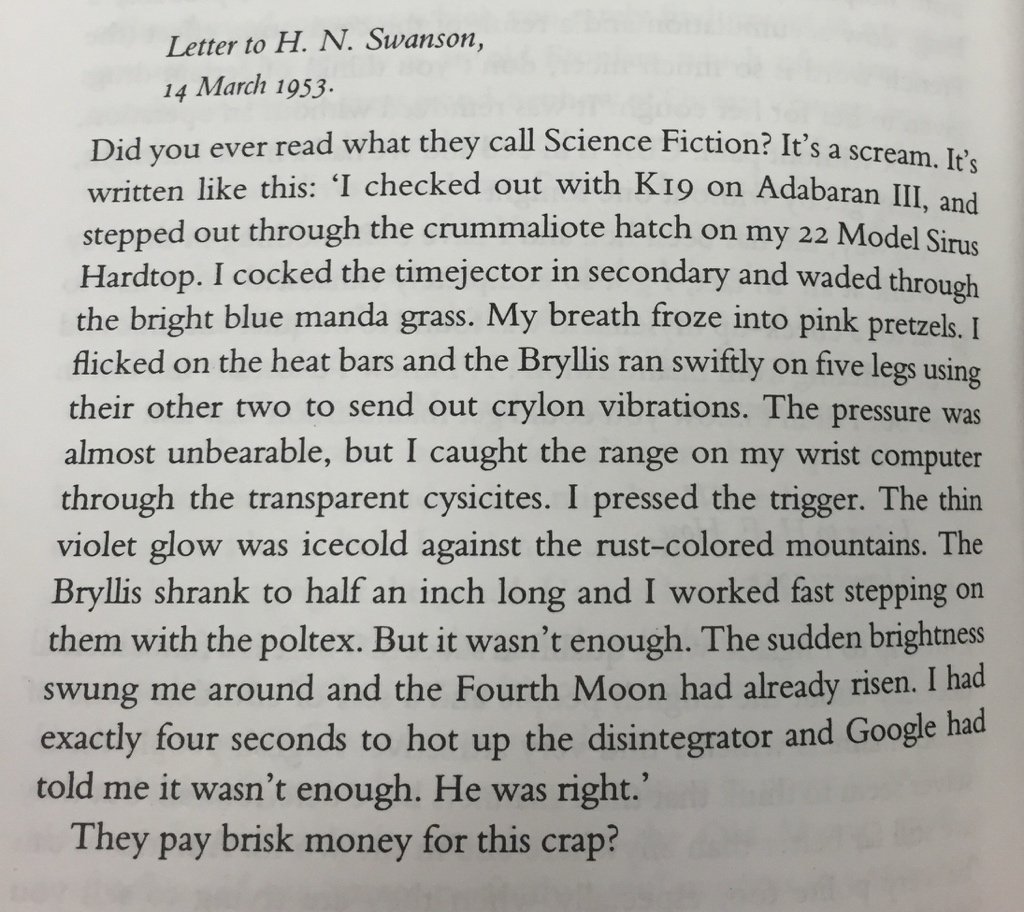 Letter to H. N. Swanson,
14 March 1953.
Did you ever read what they call Science Fiction? It's a scream. It's
written like this: 'I checked out with K19 on Adabaran III, and
stepped out through the crummaliote hatch on my 22 Model Sirus
Hardtop. I cocked the timejector in secondary and waded through
the bright blue manda grass. My breath froze into pink pretzels. I
flicked on the heat bars and the Bryllis ran swiftly on five legs using
their other two to send out crylon vibrations. The pressure was
almost unbearable, but I caught the range on my wrist computer
through the transparent cysicites. I pressed the trigger. The thin
violet glow was icecold against the rust-colored mountains. The
Bryllis shrank to half an inch long and I worked fast stepping on
them with the poltex. But it wasn't enough. The sudden brightness
swung me around and the Fourth Moon had already risen. I had
exactly four seconds to hot up the disintegrator and Google had
told me it wasn't enough. He was right.'
They pay brisk money for this crap?